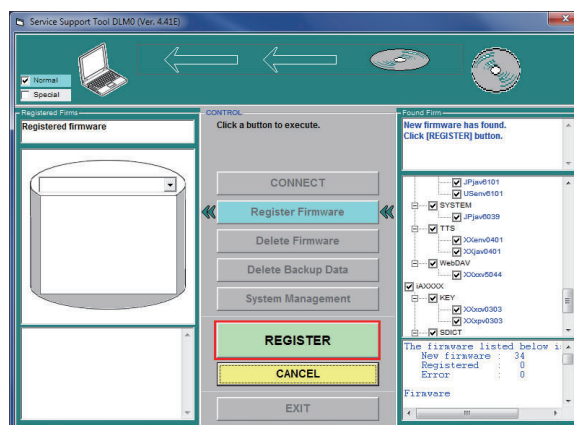 Service Support Tool DLM0 (Ver. 4.41E)
Normal
Special
Registered Firms
Registered firmware
CONTROL
Click a button to execute.
CONNECT
Register Firmware
Delete Firmware
Delete Backup Data
System Management
REGISTER
CANCEL
EXIT
Found Firm
New firmware has found.
Click [REGISTER] button.
JPjav6101
USenv6101
SYSTEM
JPjav6039
TTS
XXenv0401
XXjav0401
WebDAV
XXxxv5044
iAXXXX
KEY
XXxcv0303
XXxpv0303
SDICT
The firmware listed below i
New firmware : 34
Registered : 0
Error : 0
Firmware